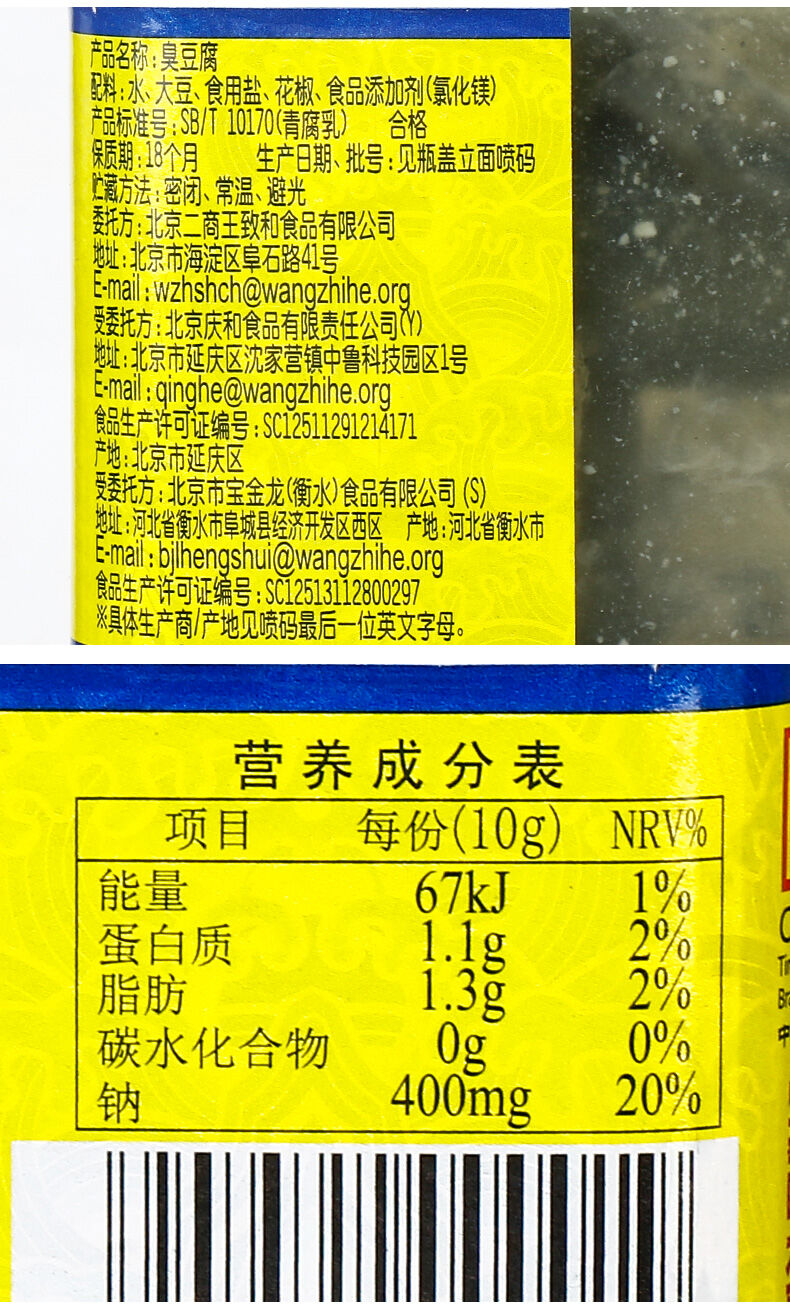 产品名称:臭豆腐
配料:水、大豆、食用盐、花椒、食品添加剂(氯化镁)
产品标准号:SB/T 10170(青腐乳) 合格
保质期:18个月 生产日期、批号:见瓶盖立面喷码
贮藏方法:密闭、常温、避光
委托方:北京二商王致和食品有限公司
地址:北京市海淀区阜石路41号
E-mail:wzhshch@wangzhihe.org
受委托方:北京庆和食品有限责任公司(Y)
地址:北京市延庆区沈家营镇中鲁科技园区1号
E-mail:qinghe@wangzhihe.org
食品生产许可证编号:SC12511291214171
产地:北京市延庆区
受委托方:北京市宝金龙(衡水)食品有限公司 (S)
地址:河北省衡水市阜城县经济开发区西区 产地:河北省衡水市
E-mail:bjlhengshui@wangzhihe.org
食品生产许可证编号:SC12513112800297
※具体生产商/产地见喷码最后一位英文字母。
营养成分表
项目 每份(10g) NRV%
能量 67kJ 1%
蛋白质 1.1g 2%
脂肪 1.3g 2%
碳水化合物 0g 0%
钠 400mg 20%